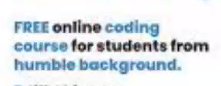 FREE online coding
course for students from
humble background.